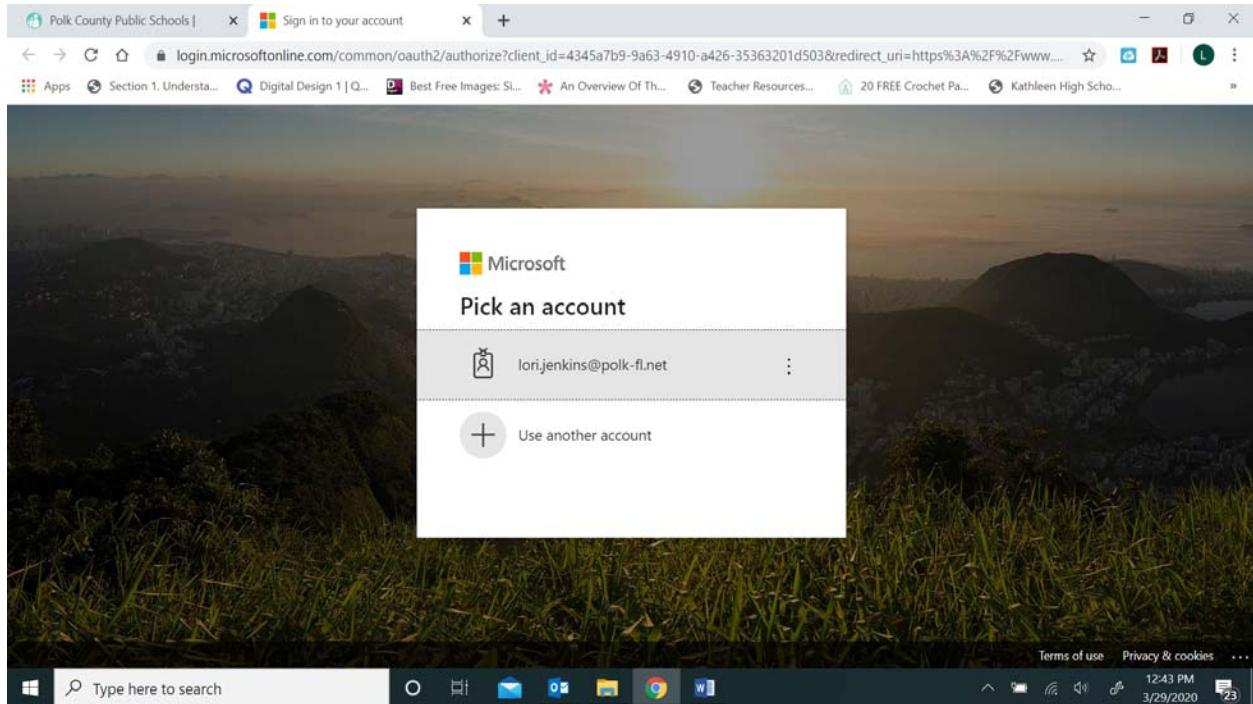 Polk County Public Schools |
Sign in to your account
login.microsoftonline.com/common/oauth2/authorize?client_id=4345a7b9-9a63-4910-a426-35363201d503&redirect_uri=https%3A%2F%2Fwww....
L
Apps Section 1. Understa... Digital Design 1 | Q... Best Free Images: Si... An Overview Of Th... Teacher Resources... 20 FREE Crochet Pa... Kathleen High Scho... »
Microsoft
Pick an account
lori.jenkins@polk-fl.net
Use another account
Terms of use Privacy & cookies ...
Type here to search
12:43 PM
3/29/2020
23